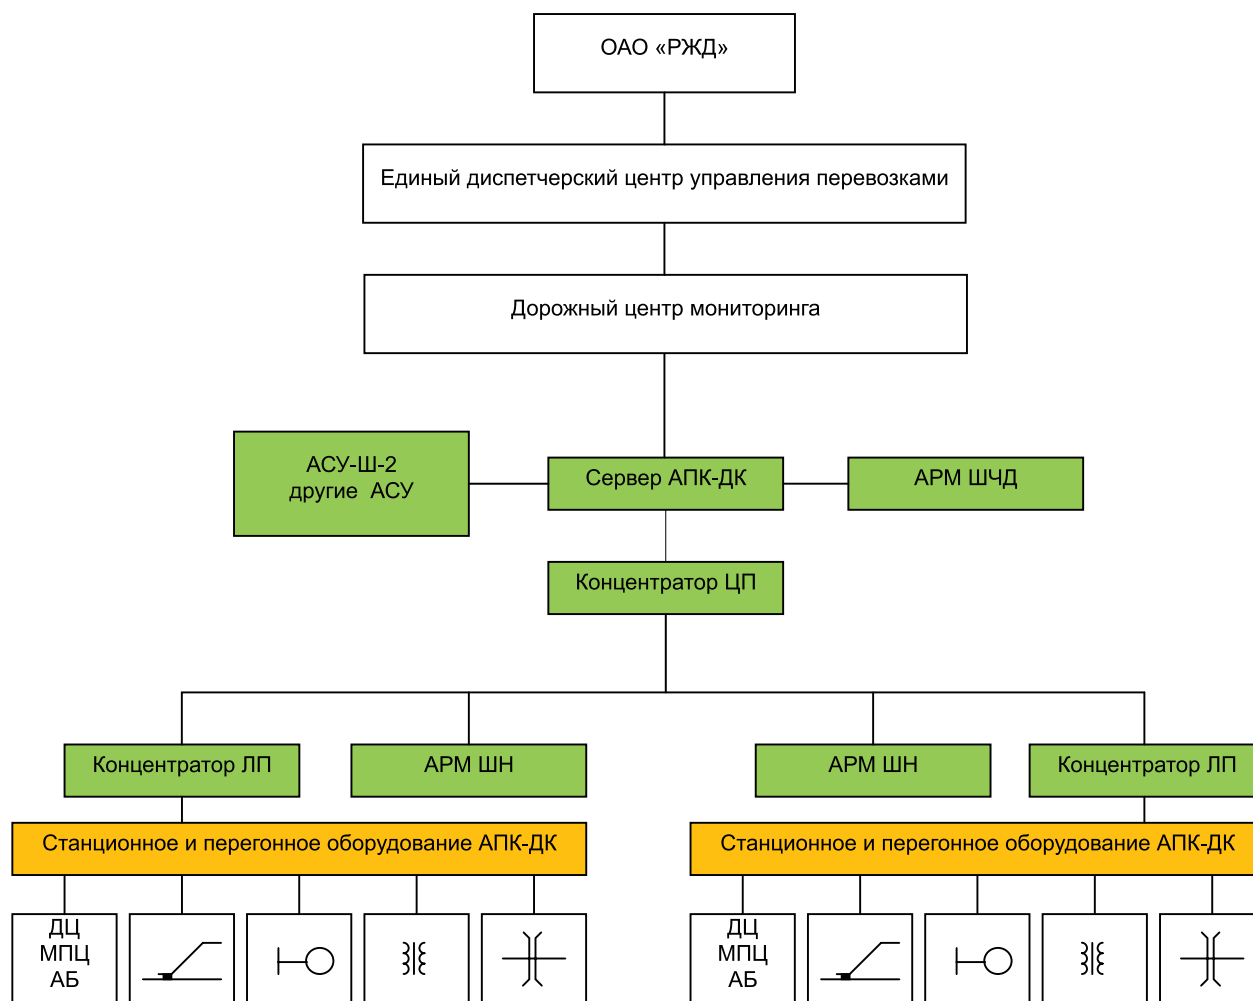 ОАО «РЖД»
Единый диспетчерский центр управления перевозками
Дорожный центр мониторинга
АСУ-Ш-2
другие АСУ
Сервер АПК-ДК
АРМ ШЧД
Концентратор ЦП
Концентратор ЛП
АРМ ШН
АРМ ШН
Концентратор ЛП
Станционное и перегонное оборудование АПК-ДК
Станционное и перегонное оборудование АПК-ДК
ДЦ
МПЦ
АБ
ДЦ
МПЦ
АБ